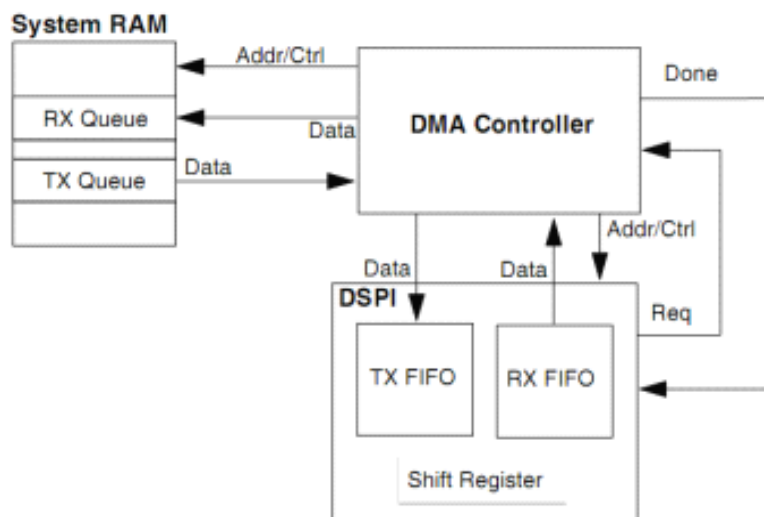 System RAM
Addr/Ctrl
Done
RX Queue
Data
DMA Controller
TX Queue
Data
Addr/Ctrl
Data
Data
DSPI
Req
TX FIFO
RX FIFO
Shift Register